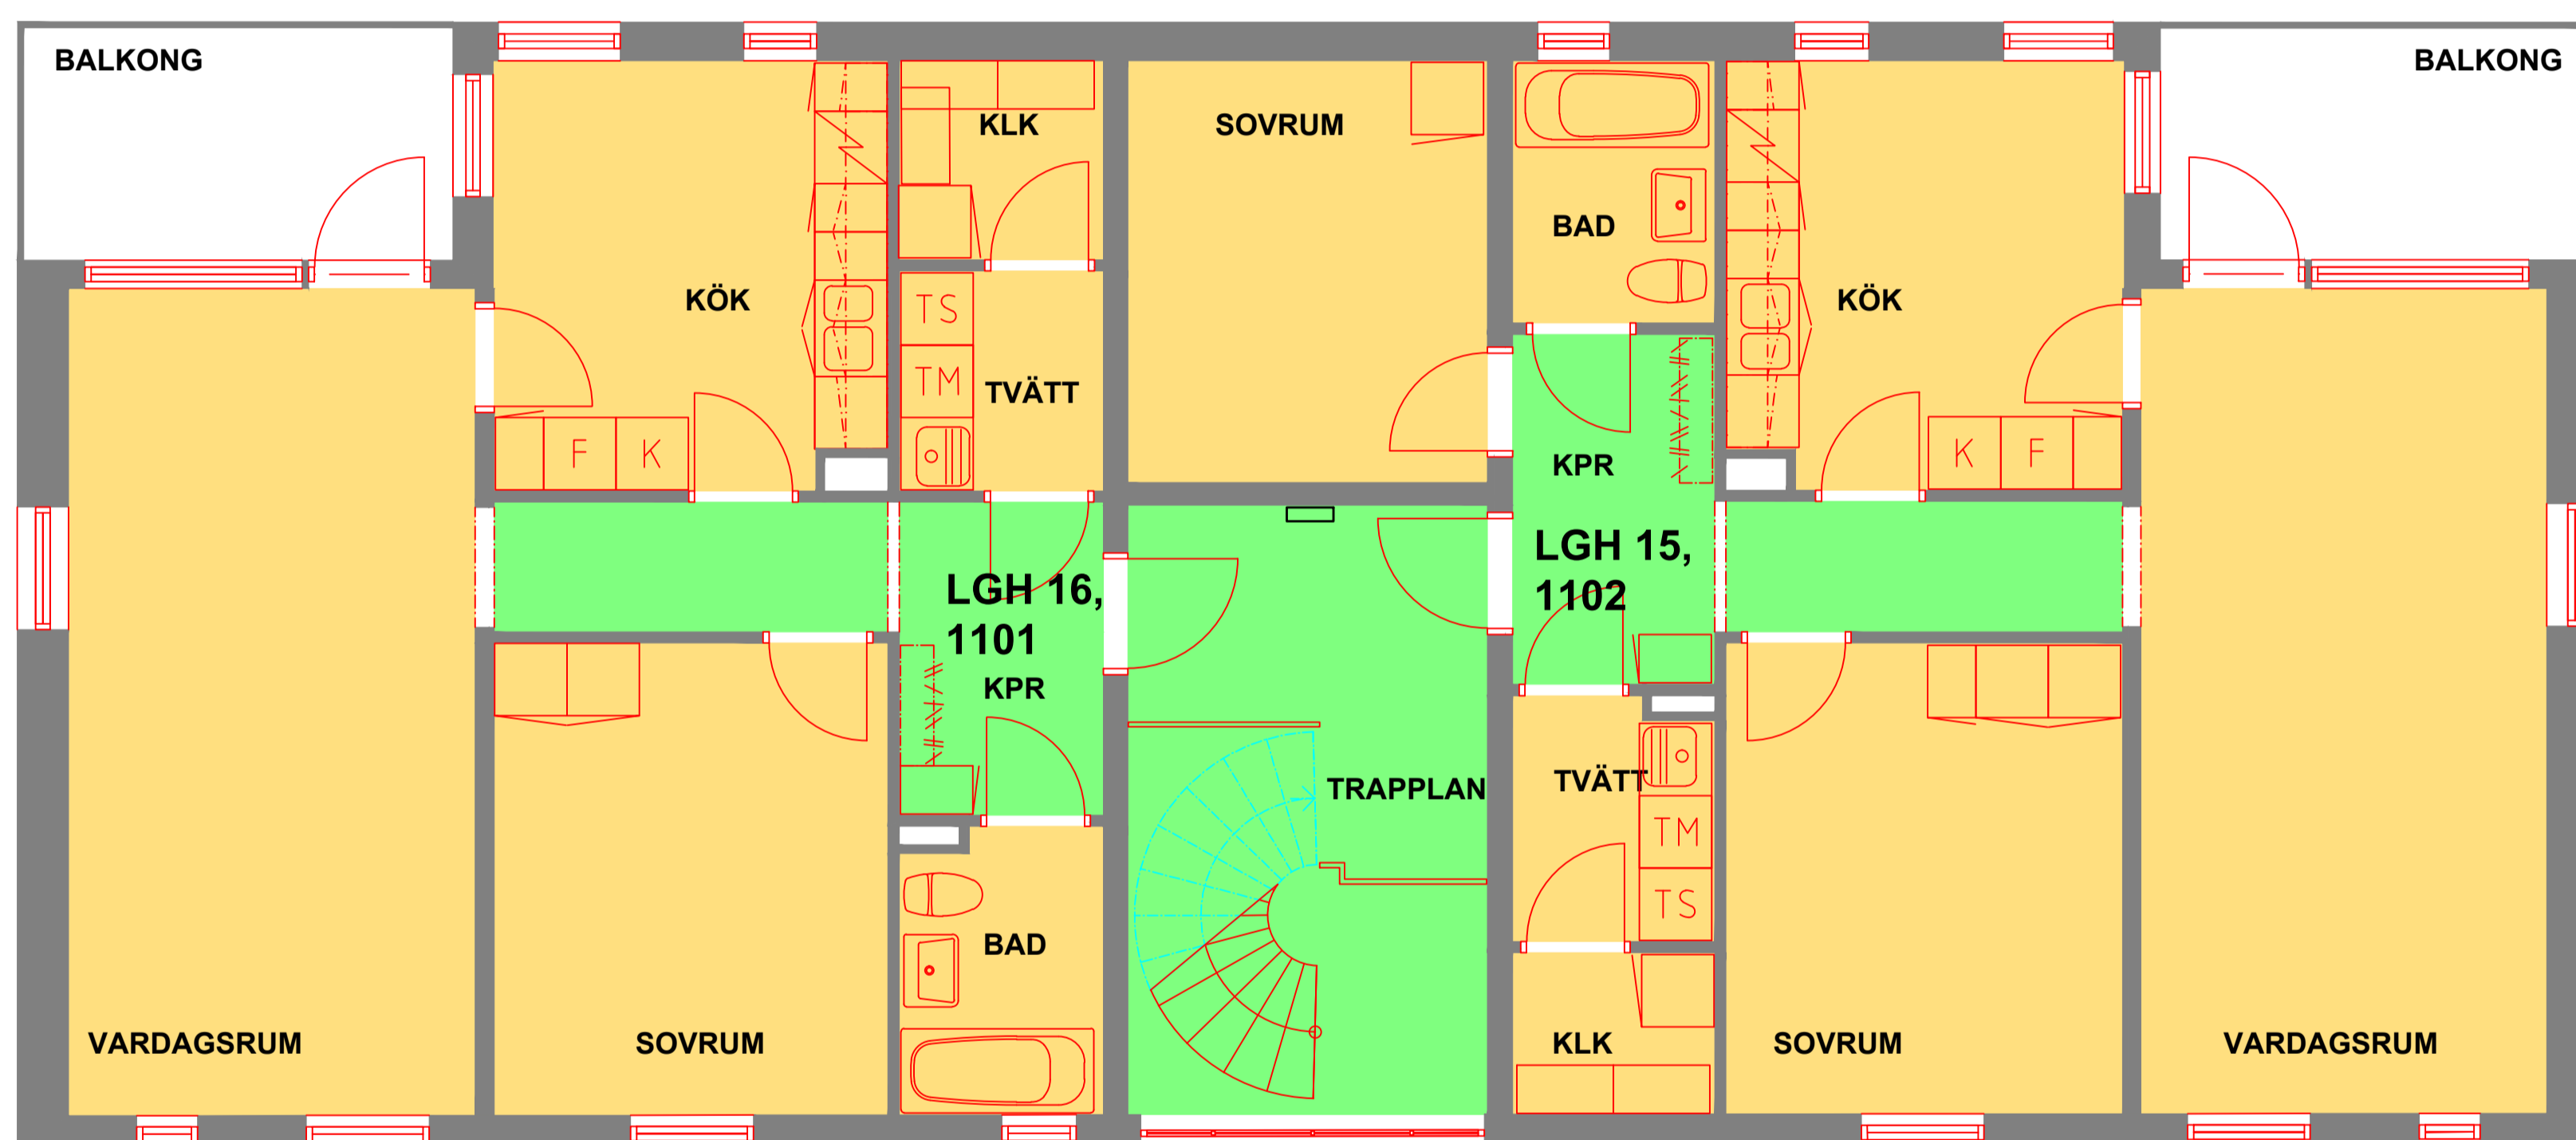 BALKONG
BALKONG
KLK
SOVRUM
BAD
KÖK
KÖK
TS
TM
TVÄTT
F K
KPR
K F
LGH 15,
1102
LGH 16,
1101
KPR
TRAPPLAN
TVÄTT
TM
TS
BAD
VARDAGSRUM
SOVRUM
KLK
SOVRUM
VARDAGSRUM